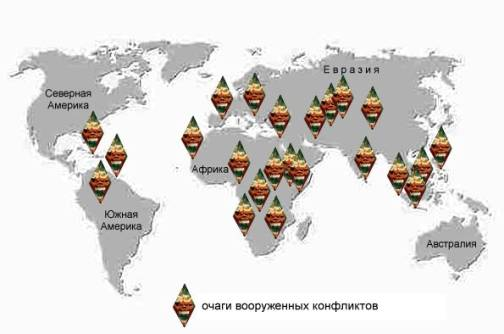 Евразия
Северная
Америка
Африка
Южная
Америка
Австралия
очаги вооруженных конфликтов